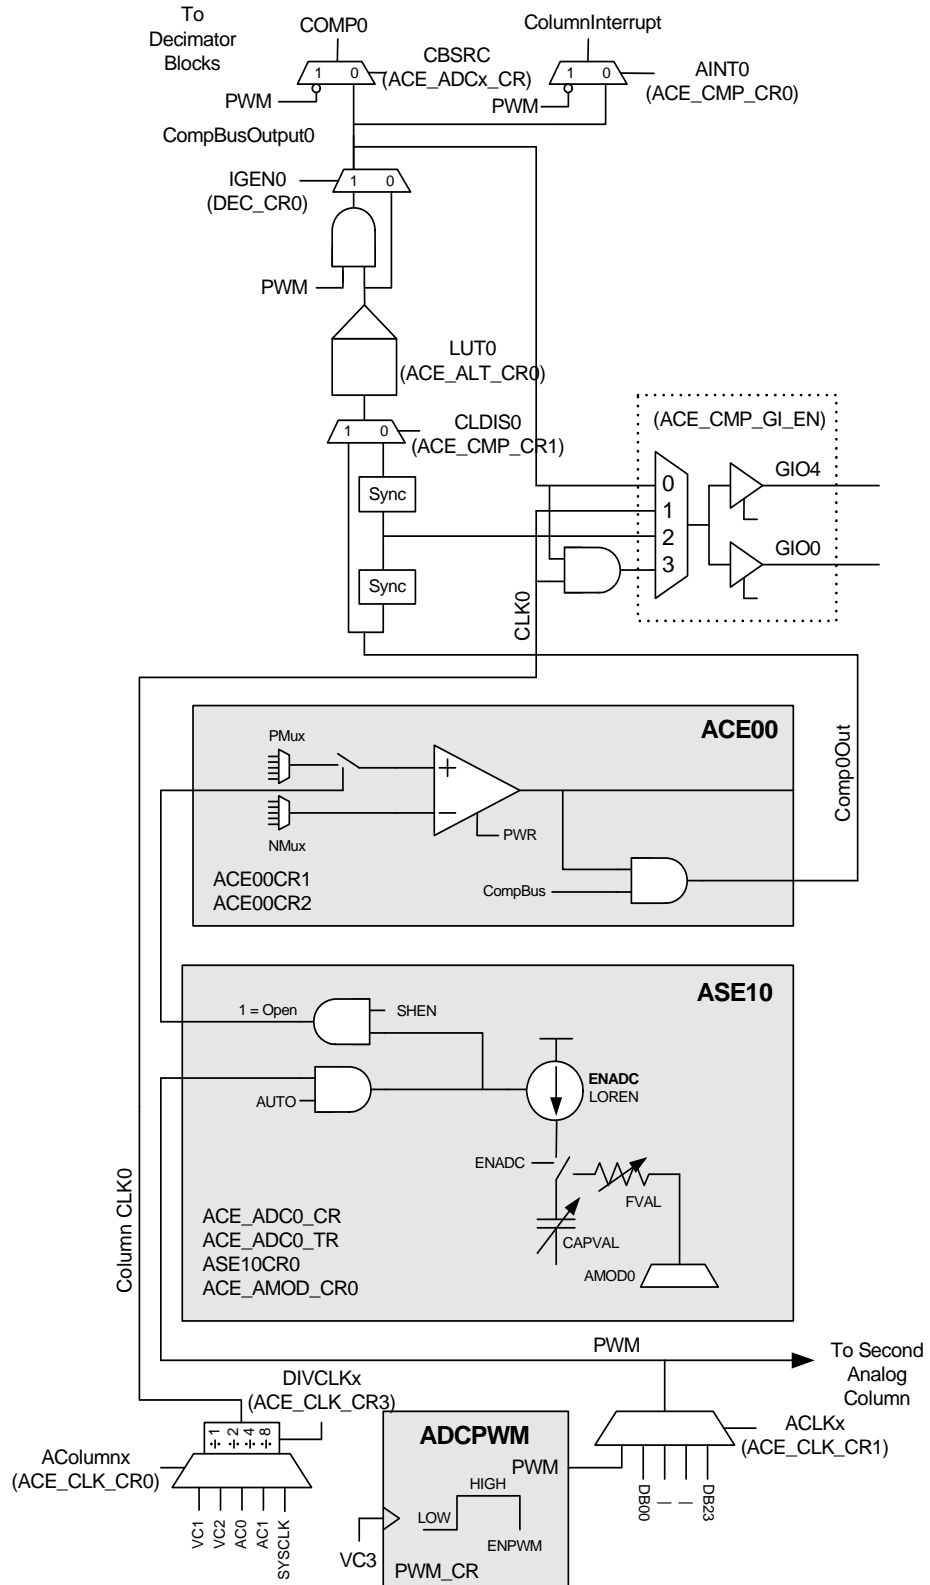 To
Decimator
Blocks
COMP0
ColumnInterrupt
1 0
CBSRC
(ACE_ADCx_CR)
1 0
AINT0
(ACE_CMP_CR0)
PWM
PWM
CompBusOutput0
IGEN0
(DEC_CR0)
1 0
PWM
LUT0
(ACE_ALT_CR0)
1 0
CLDIS0
(ACE_CMP_CR1)
(ACE_CMP_GI_EN)
Sync
0
1
2
3
GIO4
GIO0
Sync
CLK0
ACE00
PMux
+
−
NMux
PWR
Comp0Out
CompBus
ACE00CR1
ACE00CR2
ASE10
1 = Open
SHEN
AUTO
ENADC
LOREN
ENADC
FVAL
CAPVAL
AMOD0
ACE_ADC0_CR
ACE_ADC0_TR
ASE10CR0
ACE_AMOD_CR0
Column CLK0
PWM
To Second
Analog
Column
DIVCLKx
(ACE_CLK_CR3)
÷1 ÷2 ÷4 ÷8
AColumnx
(ACE_CLK_CR0)
VC1
VC2
AC0
AC1
SYSCLK
ADCPWM
PWM
HIGH
LOW
ENPWM
VC3
PWM_CR
ACLKx
(ACE_CLK_CR1)
DB00
|
|
DB23